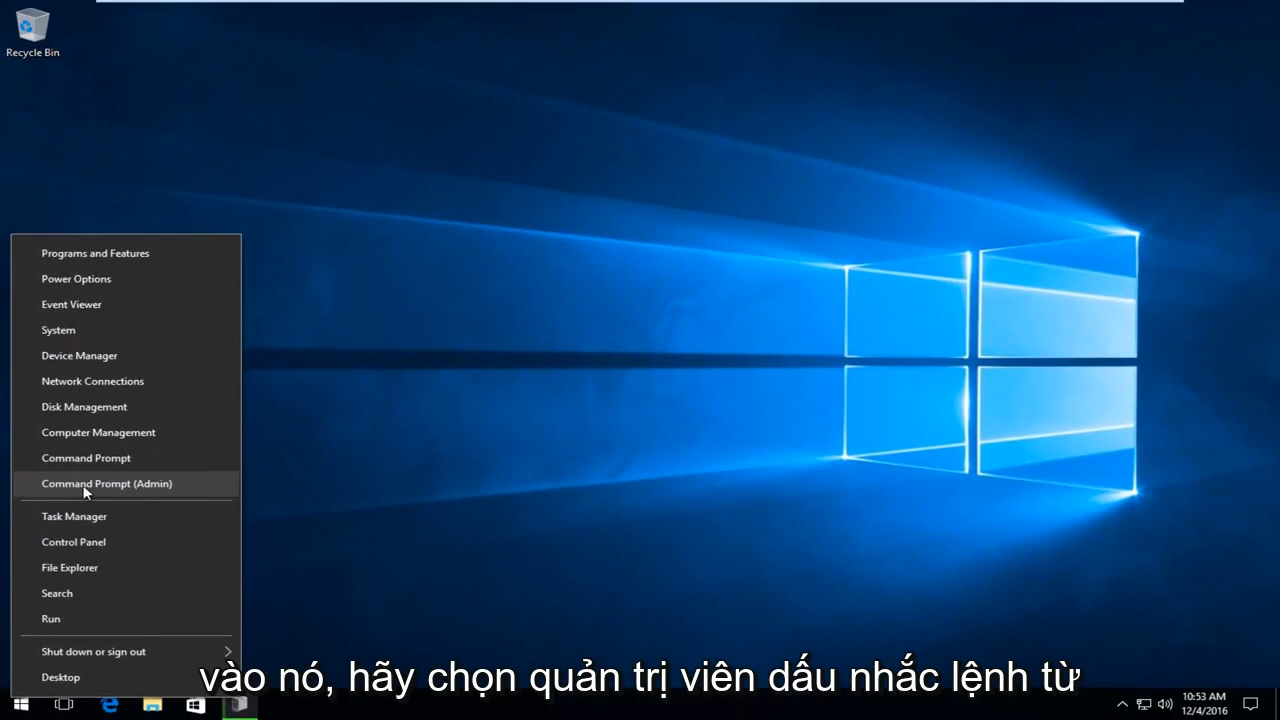 Recycle Bin
Programs and Features
Power Options
Event Viewer
System
Device Manager
Network Connections
Disk Management
Computer Management
Command Prompt
Command Prompt (Admin)
Task Manager
Control Panel
File Explorer
Search
Run
Shut down or sign out
Desktop
vào nó, hãy chọn quản trị viên dấu nhắc lệnh từ
10:53 AM
12/4/2016